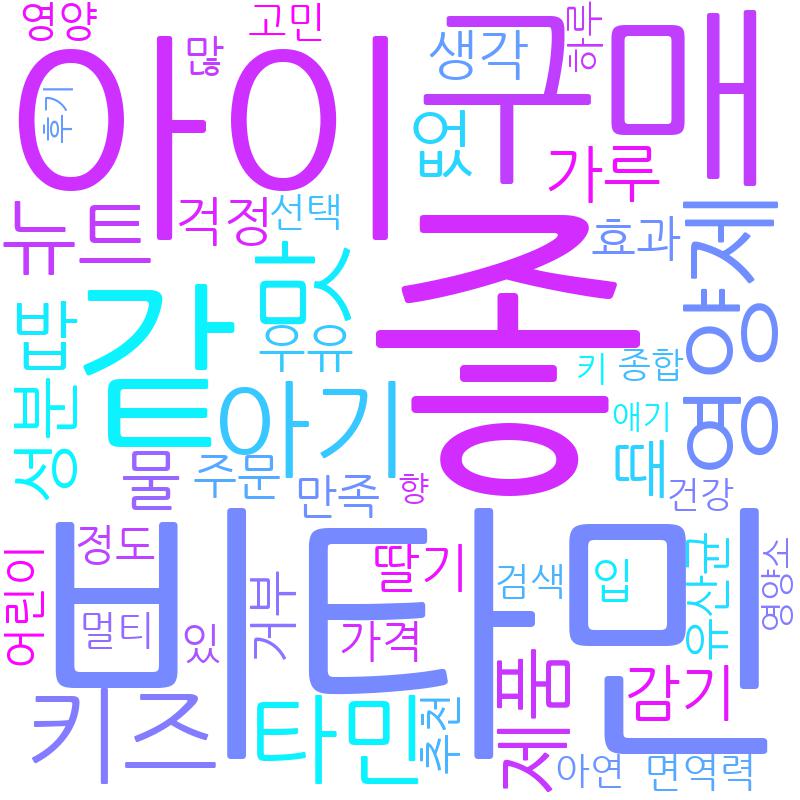 영양
고민
많
생각
하루
아이
구매
후기
없
가루
뉴트
걱정
선택
맛
효과
영양제
좋
같
우유
밥
키
종합
아기
애기
성분
때
물
주문
만족
향
건강
비타민
정도
딸기
어린이
검색
입
유산균
영양소
멀티
있
거부
가격
제품
감기
키즈
타민
추천
아연
면역력